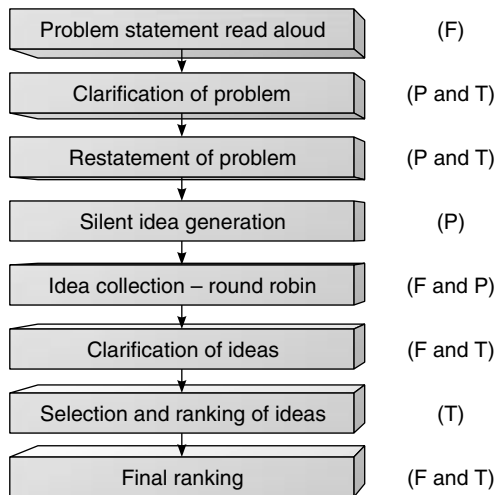 Problem statement read aloud (F)
Clarification of problem (P and T)
Restatement of problem (P and T)
Silent idea generation (P)
Idea collection – round robin (F and P)
Clarification of ideas (F and T)
Selection and ranking of ideas (T)
Final ranking (F and T)